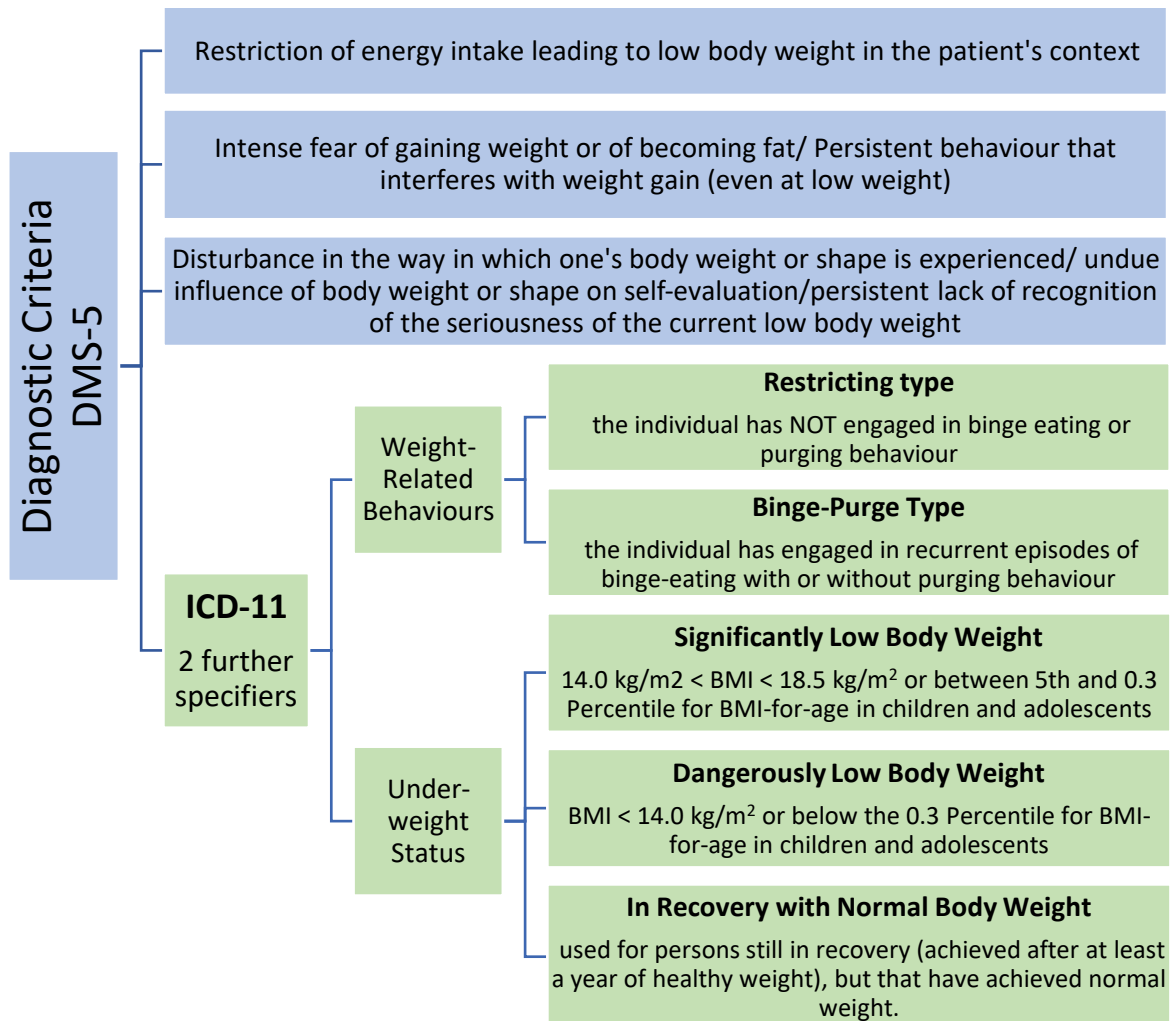 Diagnostic Criteria
DMS-5
Restriction of energy intake leading to low body weight in the patient's context
Intense fear of gaining weight or of becoming fat/ Persistent behaviour that
interferes with weight gain (even at low weight)
Disturbance in the way in which one's body weight or shape is experienced/ undue
influence of body weight or shape on self-evaluation/persistent lack of recognition
of the seriousness of the current low body weight
ICD-11
2 further
specifiers
Weight-
Related
Behaviours
Restricting type
the individual has NOT engaged in binge eating or
purging behaviour
Binge-Purge Type
the individual has engaged in recurrent episodes of
binge-eating with or without purging behaviour
Under-
weight
Status
Significantly Low Body Weight
14.0 kg/m2 < BMI < 18.5 kg/m² or between 5th and 0.3
Percentile for BMI-for-age in children and adolescents
Dangerously Low Body Weight
BMI < 14.0 kg/m² or below the 0.3 Percentile for BMI-
for-age in children and adolescents
In Recovery with Normal Body Weight
used for persons still in recovery (achieved after at least
a year of healthy weight), but that have achieved normal
weight.